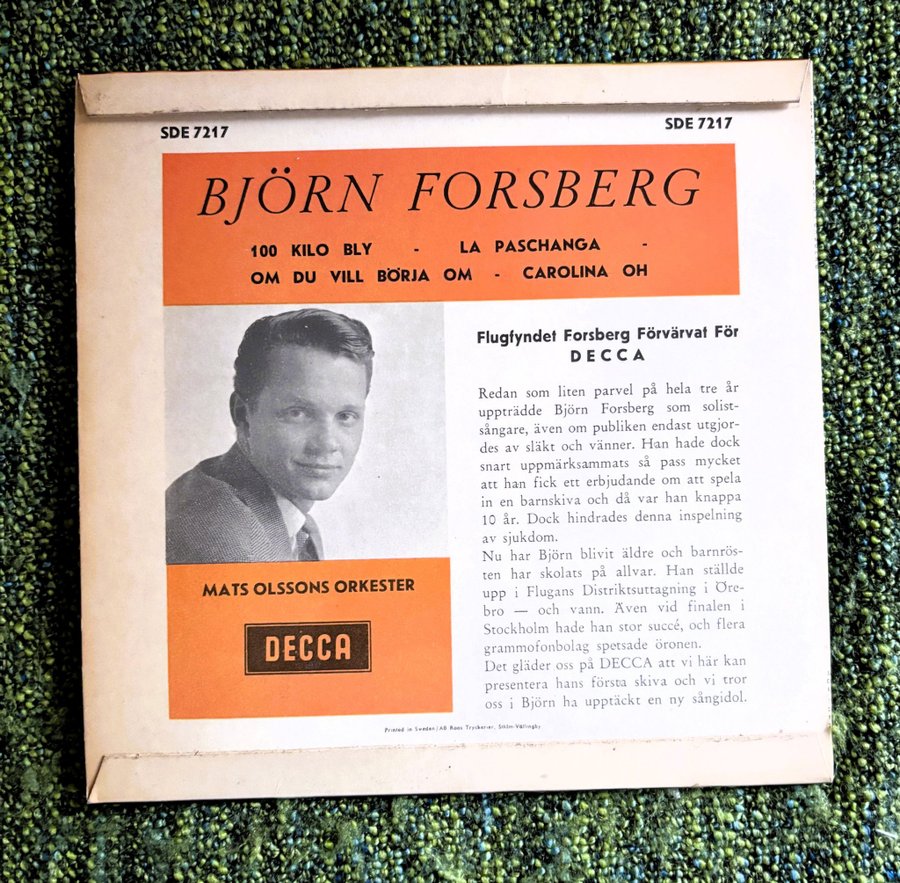 SDE 7217
SDE 7217
BJÖRN FORSBERG
100 KILO BLY - LA PASCHANGA -
OM DU VILL BÖRJA OM - CAROLINA OH
Flugfyndet Forsberg Förvärvat För
DECCA
Redan som liten parvel på hela tre år
uppträdde Björn Forsberg som solist-
sångare, även om publiken endast utgjor-
des av släkt och vänner. Han hade dock
snart uppmärksammats så pass mycket
att han fick ett erbjudande om att spela
in en barnskiva och då var han knappa
10 år. Dock hindrades denna inspelning
av sjukdom.
Nu har Björn blivit äldre och barnrös-
ten har skolats på allvar. Han ställde
upp i Flugans Distriktsuttagning i Öre-
bro — och vann. Även vid finalen i
Stockholm hade han stor succé, och flera
grammofonbolag spetsade öronen.
Det gläder oss på DECCA att vi här kan
presentera hans första skiva och vi tror
oss i Björn ha upptäckt en ny sångidol.
MATS OLSSONS ORKESTER
DECCA
Printed in Sweden/AB Roos Tryckerier, Sthlm-Vällingby